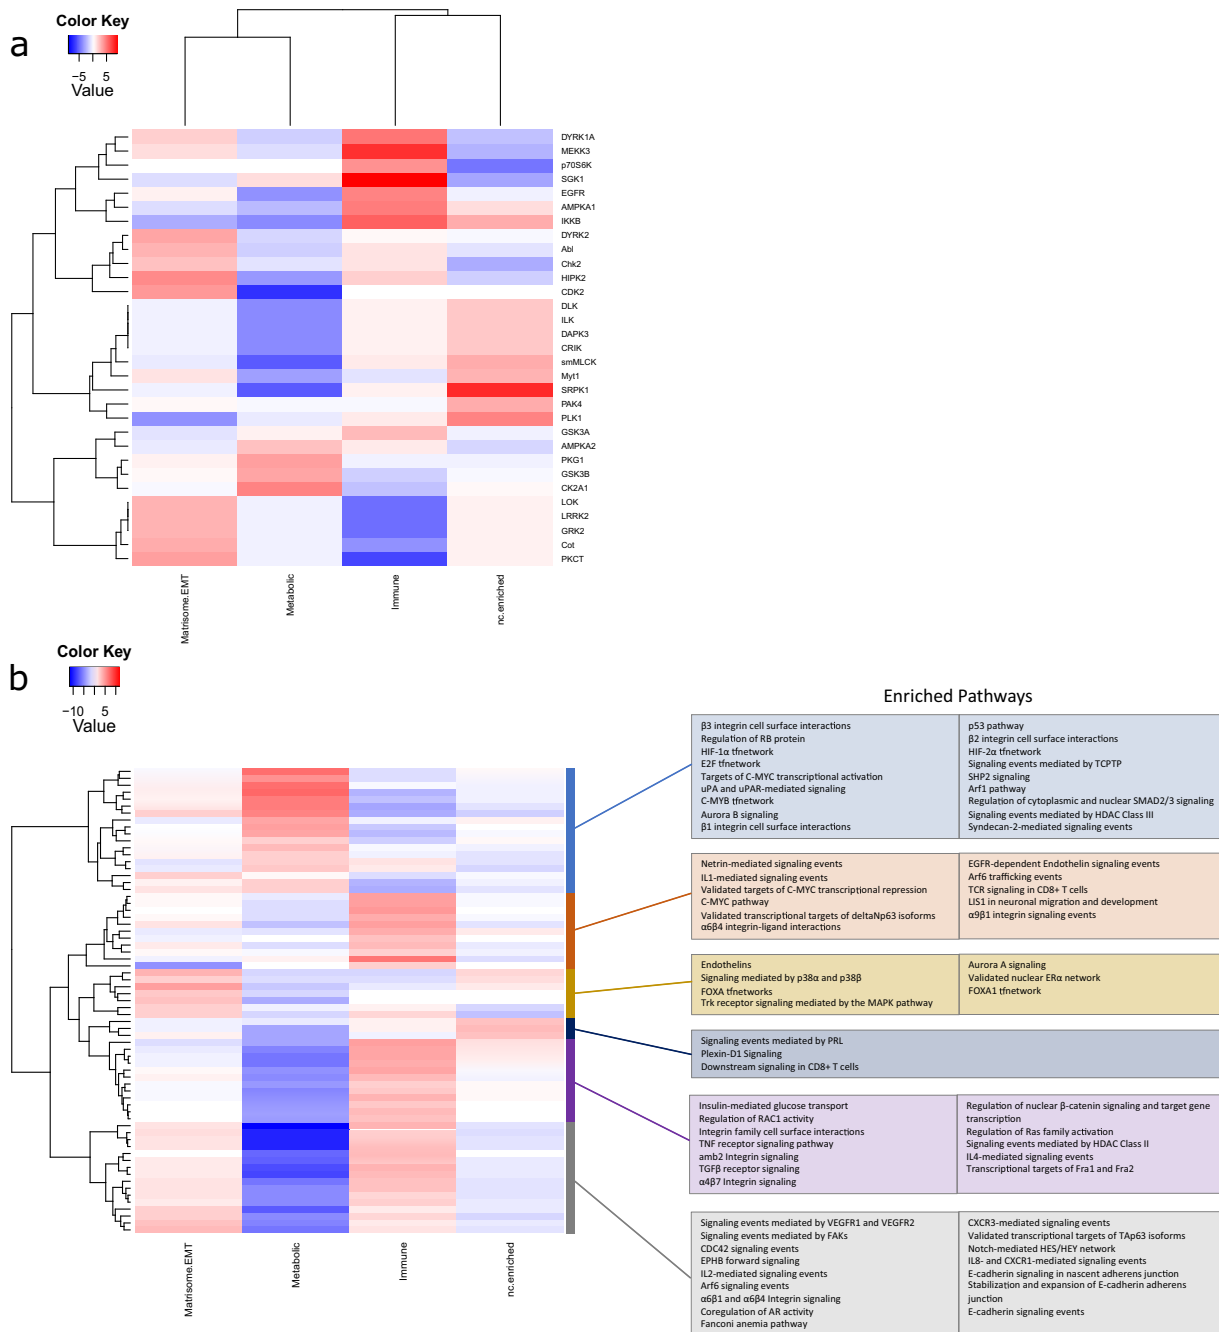 a
Color Key
−5 5
Value
DYRK1A
MEKK3
p70S6K
SGK1
EGFR
AMPKA1
IKKB
DYRK2
Abl
Chk2
HIPK2
CDK2
DLK
ILK
DAPK3
CRIK
smMLCK
Myt1
SRPK1
PAK4
PLK1
GSK3A
AMPKA2
PKG1
GSK3B
CK2A1
LOK
LRRK2
GRK2
Cot
PKCT
Matrisome.EMT
Metabolic
Immune
nc.enriched
b
Color Key
−10 5
Value
Matrisome.EMT
Metabolic
Immune
nc.enriched
Enriched Pathways
β3 integrin cell surface interactions
Regulation of RB protein
HIF-1α tfnetwork
E2F tfnetwork
Targets of C-MYC transcriptional activation
uPA and uPAR-mediated signaling
C-MYB tfnetwork
Aurora B signaling
β1 integrin cell surface interactions
p53 pathway
β2 integrin cell surface interactions
HIF-2α tfnetwork
Signaling events mediated by TCPTP
SHP2 signaling
Arf1 pathway
Regulation of cytoplasmic and nuclear SMAD2/3 signaling
Signaling events mediated by HDAC Class III
Syndecan-2-mediated signaling events
Netrin-mediated signaling events
IL1-mediated signaling events
Validated targets of C-MYC transcriptional repression
C-MYC pathway
Validated transcriptional targets of deltaNp63 isoforms
α6β4 integrin-ligand interactions
EGFR-dependent Endothelin signaling events
Arf6 trafficking events
TCR signaling in CD8+ T cells
LIS1 in neuronal migration and development
α9β1 integrin signaling events
Endothelins
Signaling mediated by p38α and p38β
FOXA tfnetworks
Trk receptor signaling mediated by the MAPK pathway
Aurora A signaling
Validated nuclear ERα network
FOXA1 tfnetwork
Signaling events mediated by PRL
Plexin-D1 Signaling
Downstream signaling in CD8+ T cells
Insulin-mediated glucose transport
Regulation of RAC1 activity
Integrin family cell surface interactions
TNF receptor signaling pathway
amb2 Integrin signaling
TGFβ receptor signaling
α4β7 Integrin signaling
Regulation of nuclear β-catenin signaling and target gene
transcription
Regulation of Ras family activation
Signaling events mediated by HDAC Class II
IL4-mediated signaling events
Transcriptional targets of Fra1 and Fra2
Signaling events mediated by VEGFR1 and VEGFR2
Signaling events mediated by FAKs
CDC42 signaling events
EPHB forward signaling
IL2-mediated signaling events
Arf6 signaling events
α6β1 and α6β4 Integrin signaling
Coregulation of AR activity
Fanconi anemia pathway
CXCR3-mediated signaling events
Validated transcriptional targets of TAp63 isoforms
Notch-mediated HES/HEY network
IL8- and CXCR1-mediated signaling events
E-cadherin signaling in nascent adherens junction
Stabilization and expansion of E-cadherin adherens
junction
E-cadherin signaling events